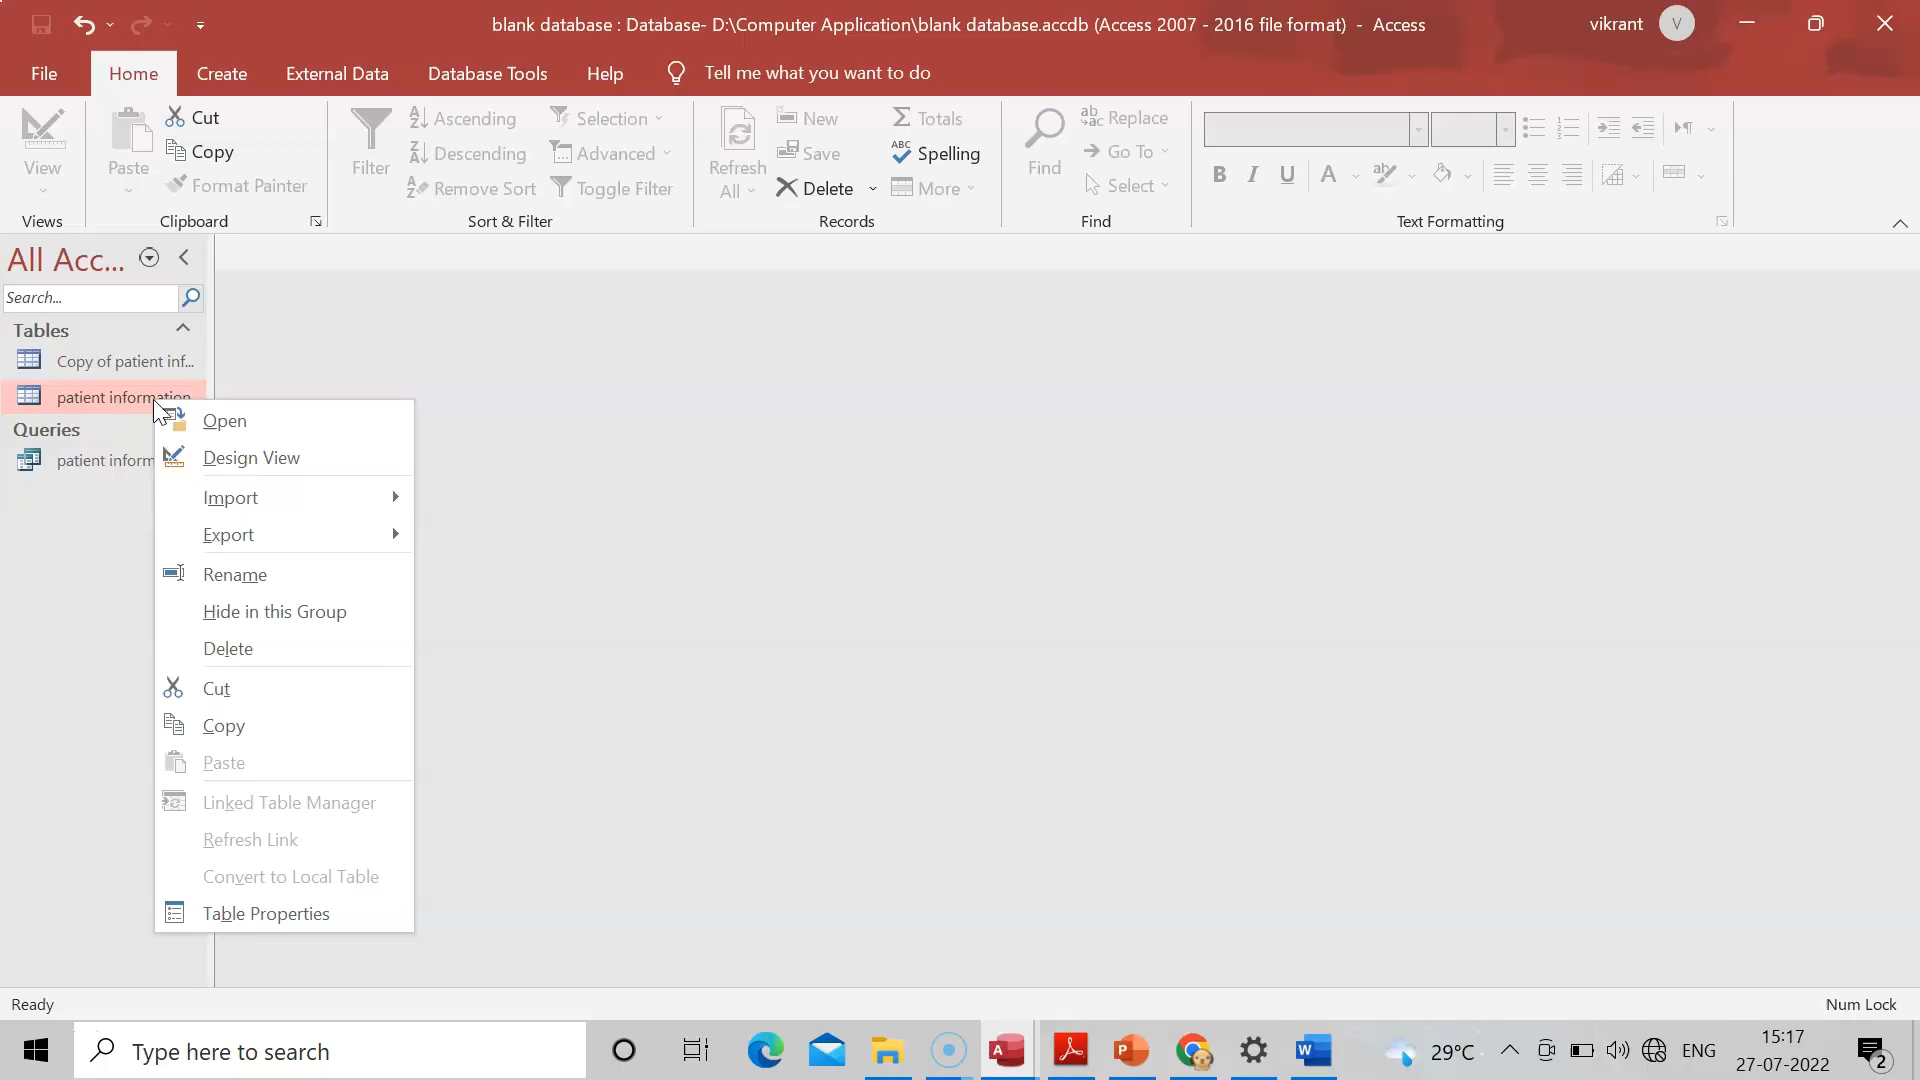 blank database : Database- D:\Computer Application\blank database.accdb (Access 2007 - 2016 file format) - Access
vikrant
V
File
Home
Create
External Data
Database Tools
Help
Tell me what you want to do
View
Views
Paste
Cut
Copy
Format Painter
Clipboard
Filter
Ascending
Descending
Remove Sort
Selection
Advanced
Toggle Filter
Sort & Filter
Refresh
All
New
Save
Delete
Totals
Spelling
More
Records
Find
Replace
Go To
Select
Find
B I U A
Text Formatting
All Acc...
Search...
Tables
Copy of patient inf...
patient information
Queries
patient inform
Open
Design View
Import
Export
Rename
Hide in this Group
Delete
Cut
Copy
Paste
Linked Table Manager
Refresh Link
Convert to Local Table
Table Properties
Ready
Num Lock
Type here to search
29°C
ENG
15:17
27-07-2022
2